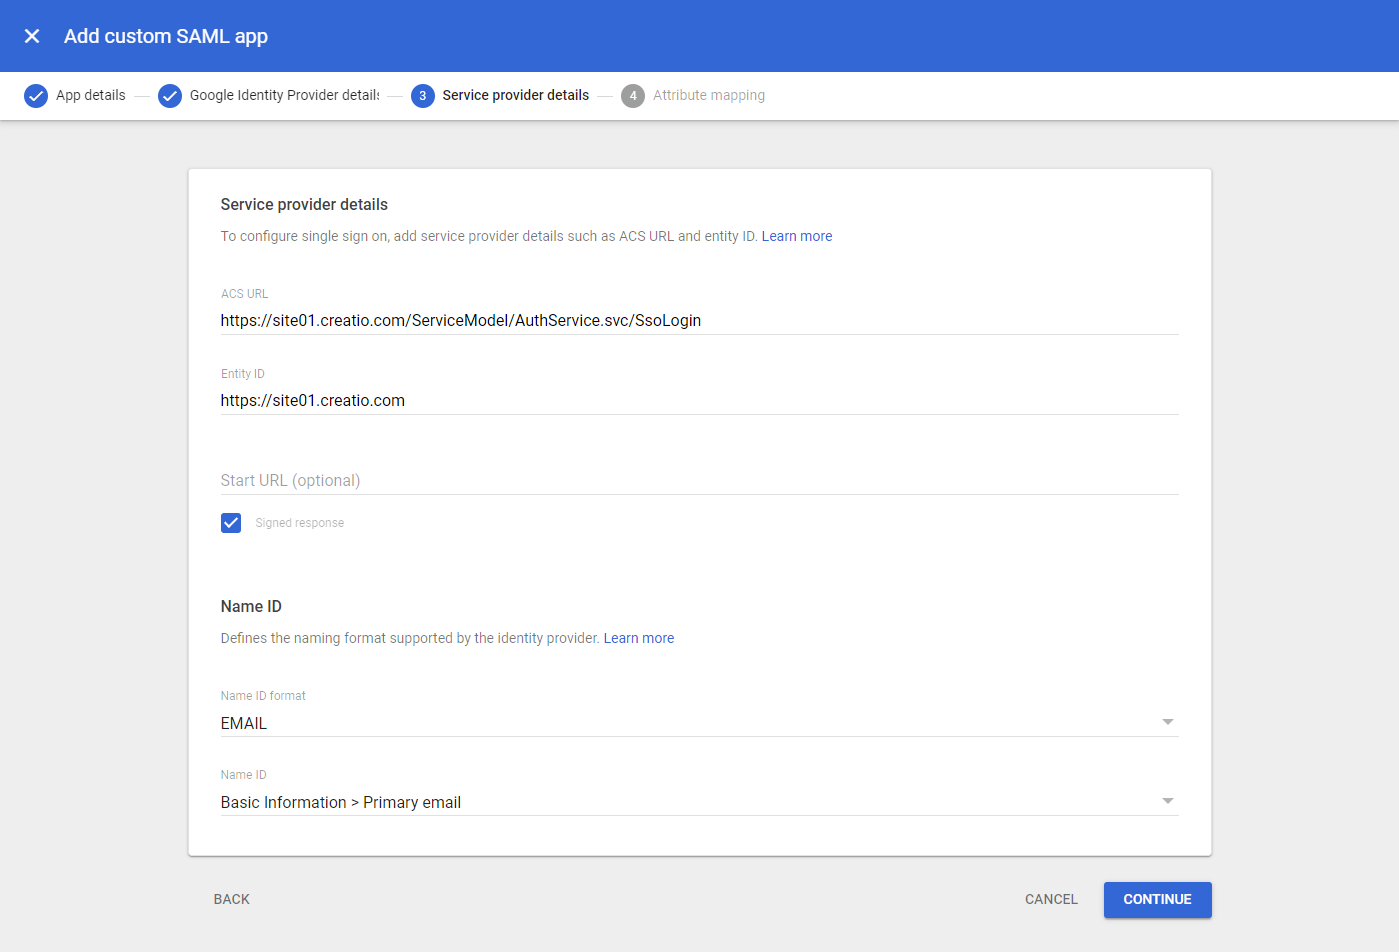 Add custom SAML app
App details
Google Identity Provider details
3 Service provider details
4 Attribute mapping
Service provider details
To configure single sign on, add service provider details such as ACS URL and entity ID. Learn more
ACS URL
https://site01.creatio.com/ServiceModel/AuthService.svc/SsoLogin
Entity ID
https://site01.creatio.com
Start URL (optional)
Signed response
Name ID
Defines the naming format supported by the identity provider. Learn more
Name ID format
EMAIL
Name ID
Basic Information > Primary email
BACK
CANCEL
CONTINUE